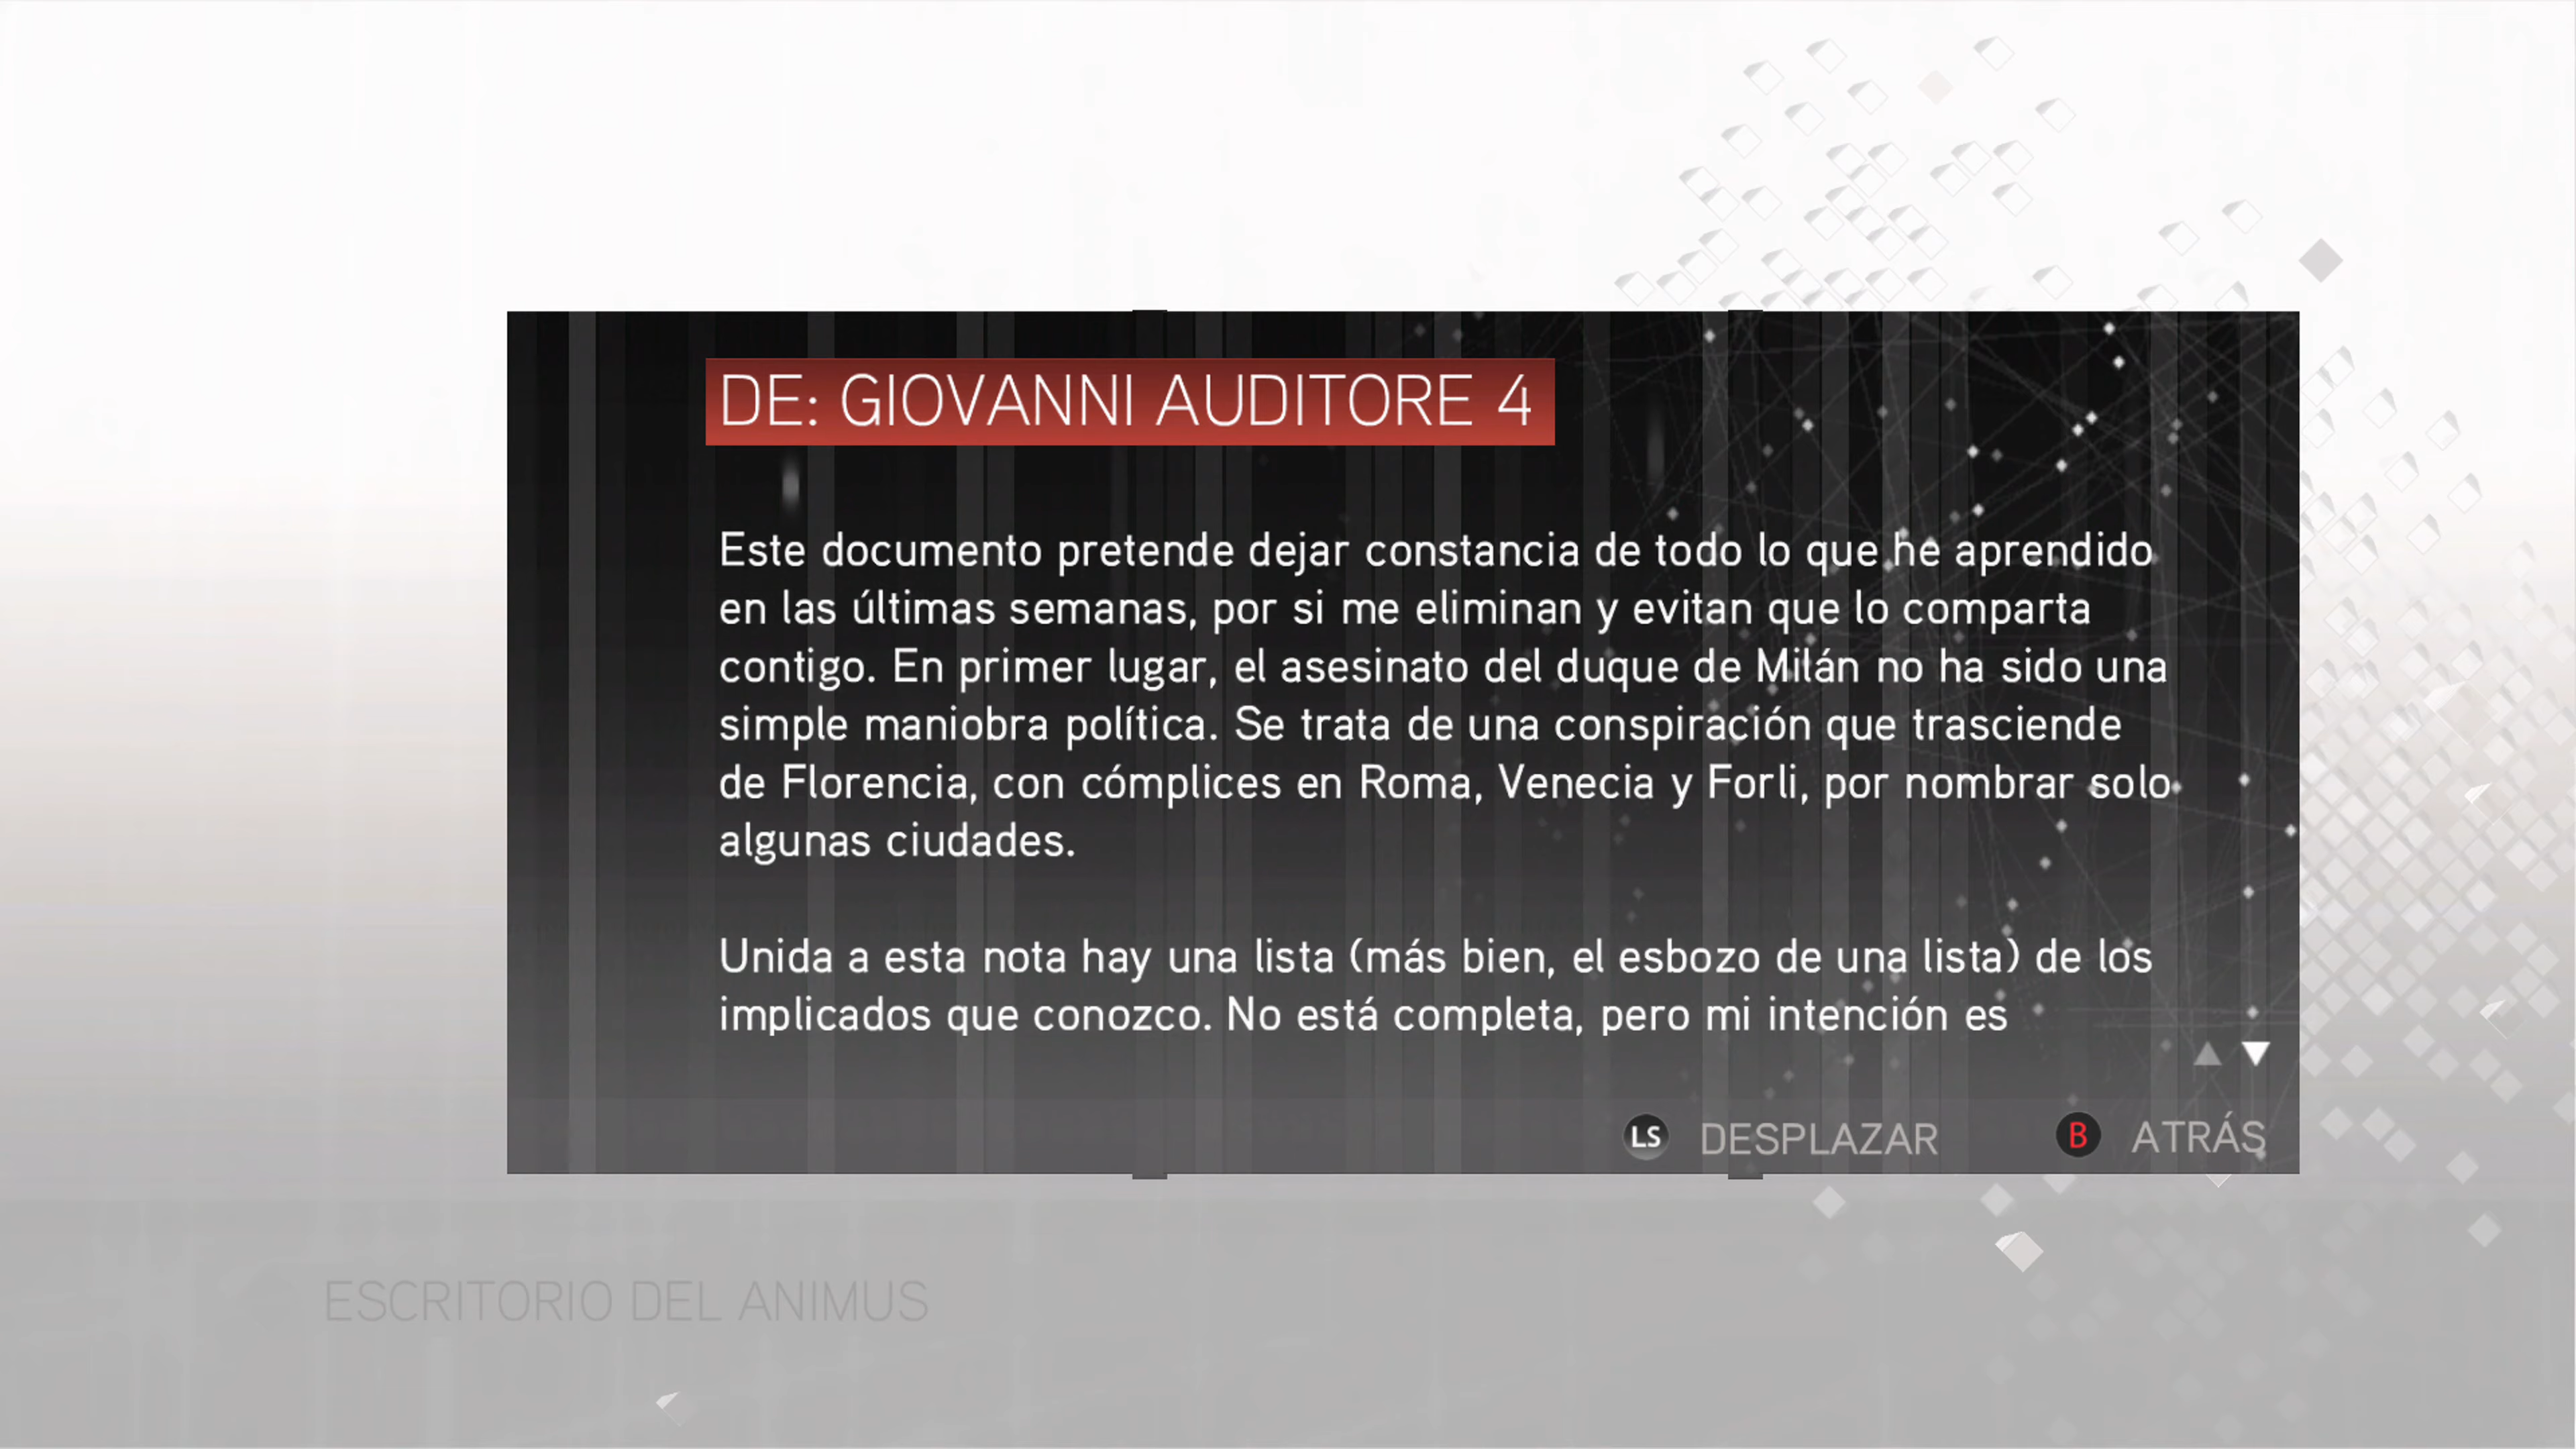 DE: GIOVANNI AUDITORE 4
Este documento pretende dejar constancia de todo lo que he aprendido
en las últimas semanas, por si me eliminan y evitan que lo comparta
contigo. En primer lugar, el asesinato del duque de Milán no ha sido una
simple maniobra política. Se trata de una conspiración que trasciende
de Florencia, con cómplices en Roma, Venecia y Forli, por nombrar solo
algunas ciudades.
Unida a esta nota hay una lista (más bien, el esbozo de una lista) de los
implicados que conozco. No está completa, pero mi intención es
LS DESPLAZAR B ATRÁS
ESCRITORIO DEL ANIMUS